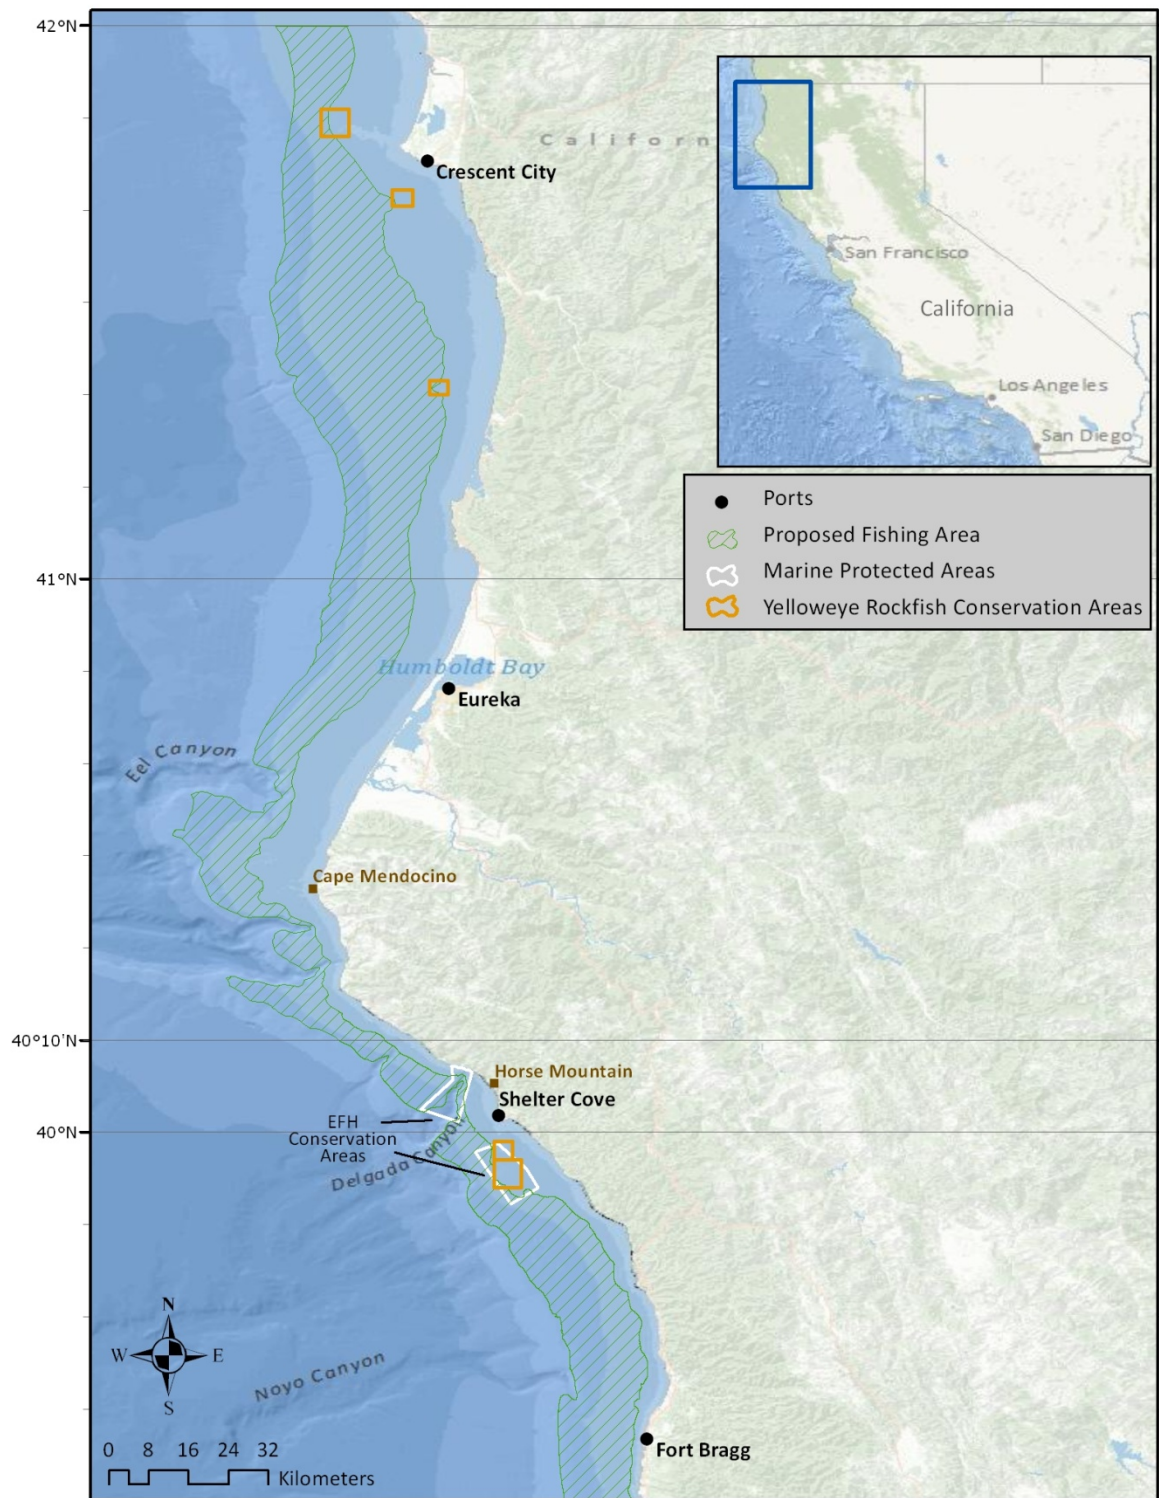 42°N
Californ
Crescent City
San Francisco
California
Los Angeles
San Diego
Ports
Proposed Fishing Area
Marine Protected Areas
Yelloweye Rockfish Conservation Areas
41°N
Humboldt Bay
Eureka
Eel Canyon
Cape Mendocino
40°10'N
Horse Mountain
Shelter Cove
EFH
Conservation
Areas
40°N
Delgada Canyon
N
W E
S
Noyo Canyon
Fort Bragg
0 8 16 24 32
Kilometers